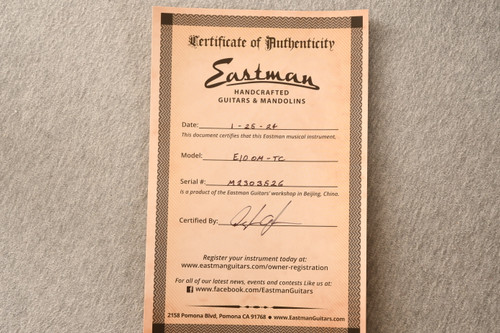 Certificate of Authenticity
Eastman
HANDCRAFTED
GUITARS & MANDOLINS
Date: 1-25-24
This document certifies that this Eastman musical instrument,
Model: E10 OM-TC
Serial #: M2303526
is a product of the Eastman Guitars' workshop in Beijing, China.
Certified By:
Register your instrument today at:
www.eastmanguitars.com/owner-registration
For all of our latest news, events and contests Like us at:
www.facebook.com/EastmanGuitars
2158 Pomona Blvd, Pomona CA 91768 ● www.EastmanGuitars.com